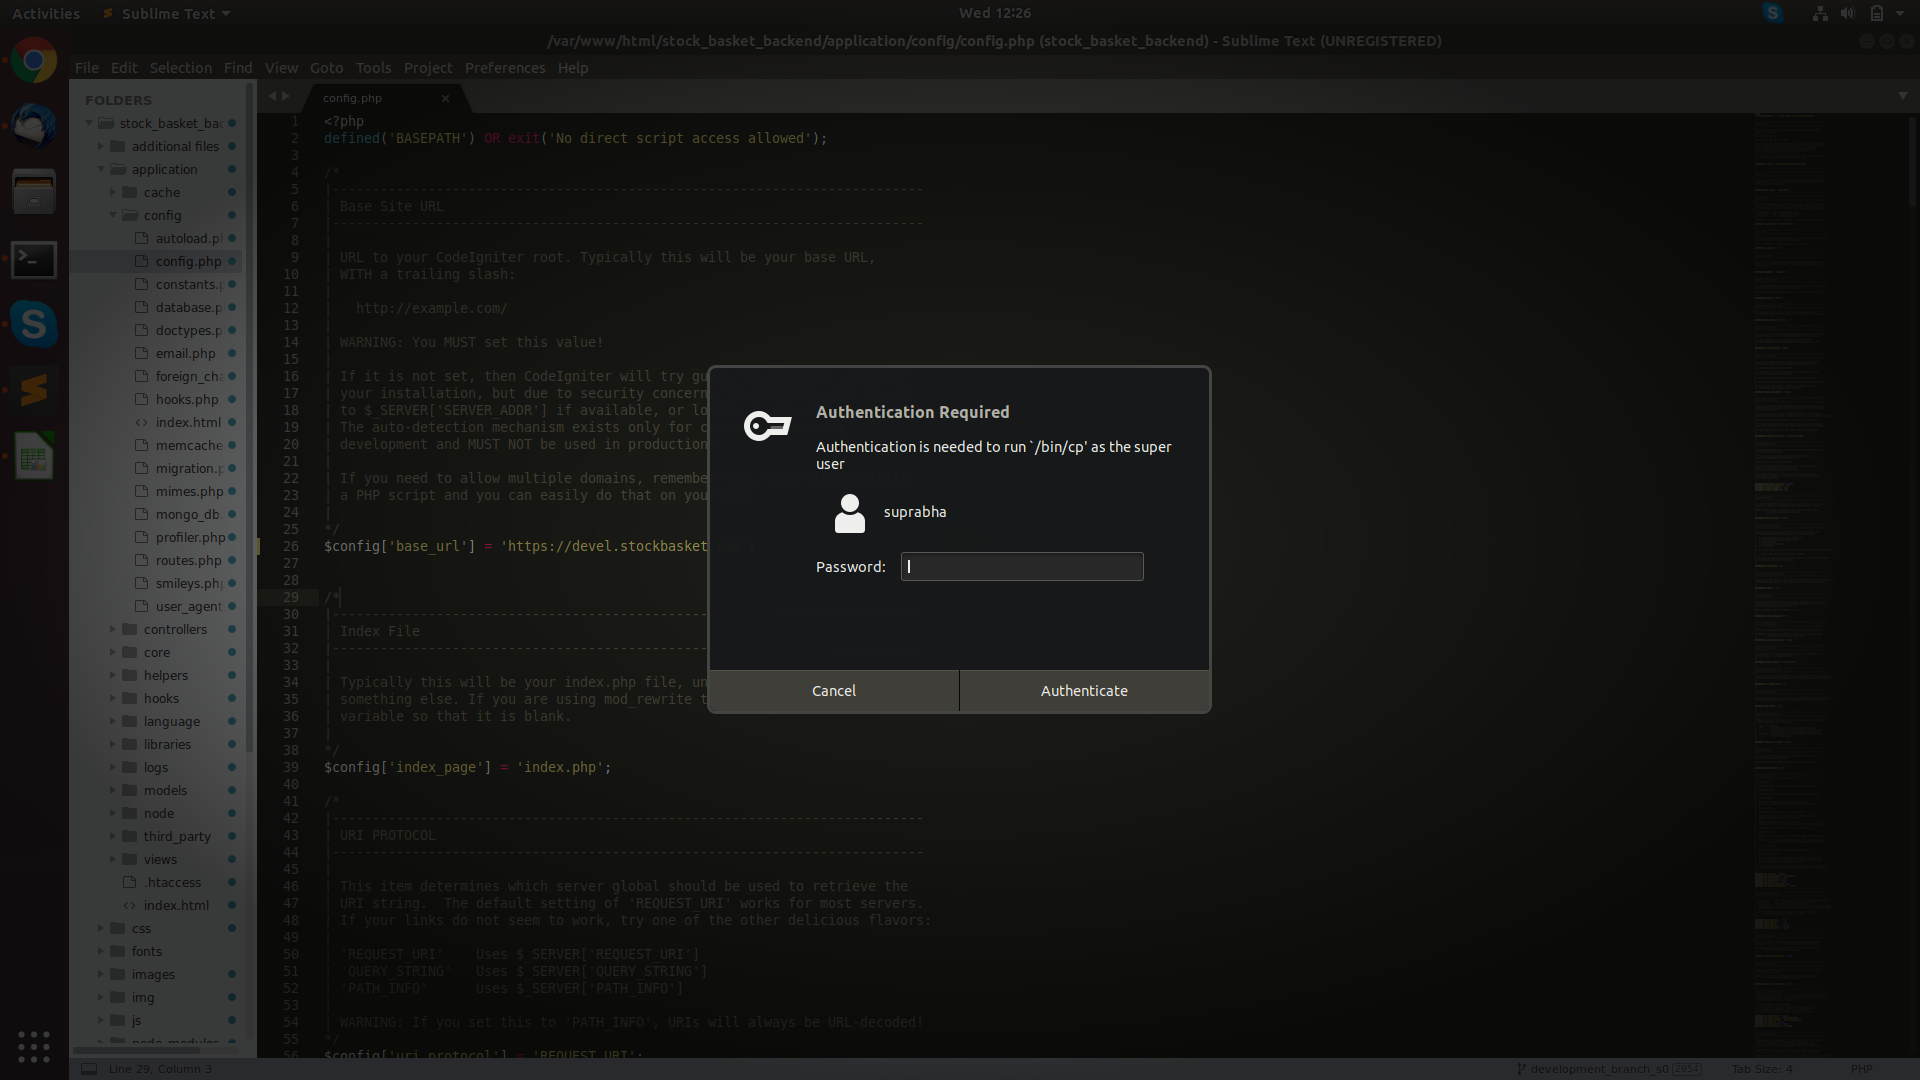 Activities
Sublime Text
Wed 12:26
/var/www/html/stock_basket_backend/application/config/config.php (stock_basket_backend) - Sublime Text (UNREGISTERED)
File Edit Selection Find View Goto Tools Project Preferences Help
FOLDERS
stock_basket_bac
additional files
application
cache
config
autoload.p
config.php
constants.
database.p
doctypes.p
email.php
foreign_cha
hooks.php
index.html
memcache
migration.
mimes.php
mongo_db
profiler.php
routes.php
smileys.ph
user_agent
controllers
core
helpers
hooks
language
libraries
logs
models
node
third_party
views
.htaccess
index.html
css
fonts
images
img
js
node_modules
config.php
1 <?php
2 defined('BASEPATH') OR exit('No direct script access allowed');
3
4 /*
5 |--------------------------------------------------------------------------
6 | Base Site URL
7 |--------------------------------------------------------------------------
8 |
9 | URL to your CodeIgniter root. Typically this will be your base URL,
10 | WITH a trailing slash:
11 |
12 | http://example.com/
13 |
14 | WARNING: You MUST set this value!
15 |
16 | If it is not set, then CodeIgniter will try gu
17 | your installation, but due to security concern
18 | to $_SERVER['SERVER_ADDR'] if available, or lo
19 | The auto-detection mechanism exists only for c
20 | development and MUST NOT be used in production
21 |
22 | If you need to allow multiple domains, remembe
23 | a PHP script and you can easily do that on you
24 |
25 */
26 $config['base_url'] = 'https://devel.stockbasket
27
28
29 /*
30 |-----------------------------------------------
31 | Index File
32 |-----------------------------------------------
33 |
34 | Typically this will be your index.php file, un
35 | something else. If you are using mod_rewrite t
36 | variable so that it is blank.
37 |
38 */
39 $config['index_page'] = 'index.php';
40
41 /*
42 |--------------------------------------------------------------------------
43 | URI PROTOCOL
44 |--------------------------------------------------------------------------
45 |
46 | This item determines which server global should be used to retrieve the
47 | URI string.  The default setting of 'REQUEST_URI' works for most servers.
48 | If your links do not seem to work, try one of the other delicious flavors:
49 |
50 | 'REQUEST_URI'    Uses $_SERVER['REQUEST_URI']
51 | 'QUERY_STRING'   Uses $_SERVER['QUERY_STRING']
52 | 'PATH_INFO'      Uses $_SERVER['PATH_INFO']
53 |
54 | WARNING: If you set this to 'PATH_INFO', URIs will always be URL-decoded!
55 */
56 $config['uri_protocol'] = 'REQUEST_URI';
Authentication Required
Authentication is needed to run `/bin/cp' as the super
user
suprabha
Password:
Cancel
Authenticate
Line 29, Column 3
development_branch_s0 2954
Tab Size: 4
PHP